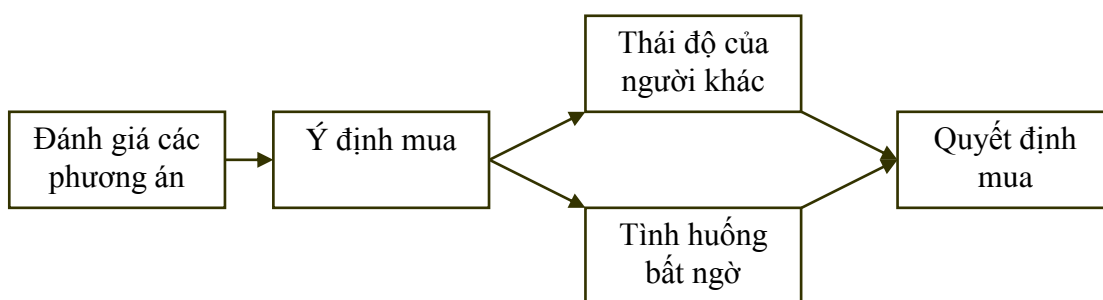 Đánh giá các
phương án
Ý định mua
Thái độ của
người khác
Tình huống
bất ngờ
Quyết định
mua